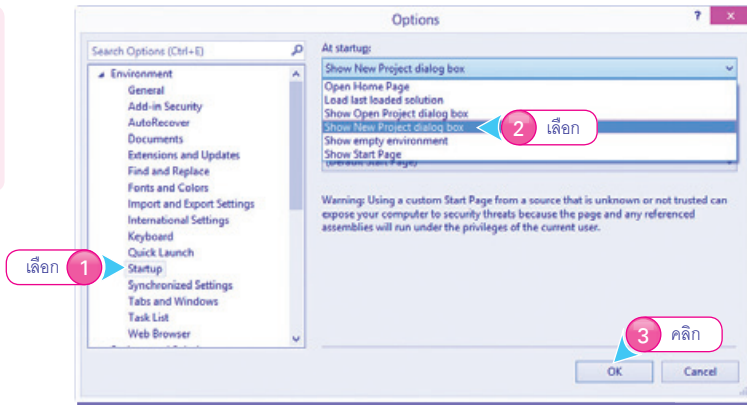 Options
?
x
Search Options (Ctrl+E)
Environment
General
Add-in Security
AutoRecover
Documents
Extensions and Updates
Find and Replace
Fonts and Colors
Import and Export Settings
International Settings
Keyboard
Quick Launch
เลือก 1 Startup
Synchronized Settings
Tabs and Windows
Task List
Web Browser
At startup:
Show New Project dialog box
Open Home Page
Load last loaded solution
Show Open Project dialog box
Show New Project dialog box 2 เลือก
Show empty environment
Show Start Page
(Default Start Page)
Warning: Using a custom Start Page from a source that is unknown or not trusted can
expose your computer to security threats because the page and any referenced
assemblies will run under the privileges of the current user.
3 คลิก
OK Cancel